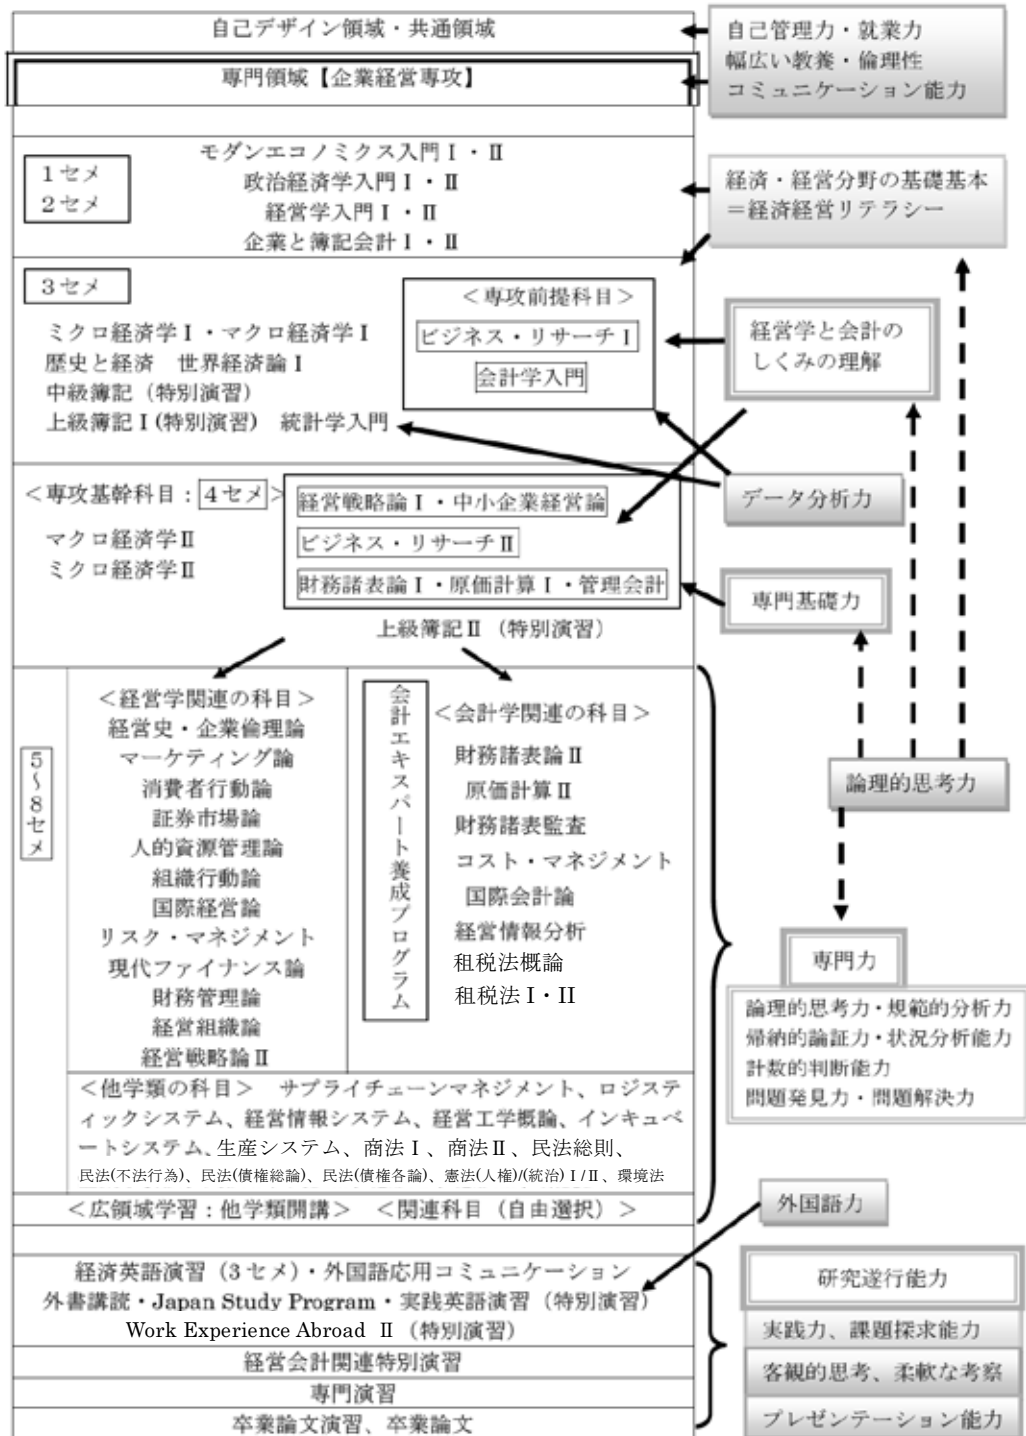 自己デザイン領域・共通領域
専門領域【企業経営専攻】
自己管理力・就業力
幅広い教養・倫理性
コミュニケーション能力
1セメ
2セメ
モダンエコノミクス入門Ⅰ・Ⅱ
政治経済学入門Ⅰ・Ⅱ
経営学入門Ⅰ・Ⅱ
企業と簿記会計Ⅰ・Ⅱ
経済・経営分野の基礎基本
＝経済経営リテラシー
3セメ
ミクロ経済学Ⅰ・マクロ経済学Ⅰ
歴史と経済　世界経済論Ⅰ
中級簿記（特別演習）
上級簿記Ⅰ(特別演習)　統計学入門
＜専攻前提科目＞
ビジネス・リサーチⅠ
会計学入門
経営学と会計の
しくみの理解
データ分析力
＜専攻基幹科目：4セメ＞
マクロ経済学Ⅱ
ミクロ経済学Ⅱ
経営戦略論Ⅰ・中小企業経営論
ビジネス・リサーチⅡ
財務諸表論Ⅰ・原価計算Ⅰ・管理会計
上級簿記Ⅱ（特別演習）
専門基礎力
5～8セメ
＜経営学関連の科目＞
経営史・企業倫理論
マーケティング論
消費者行動論
証券市場論
人的資源管理論
組織行動論
国際経営論
リスク・マネジメント
現代ファイナンス論
財務管理論
経営組織論
経営戦略論Ⅱ
会計エキスパート養成プログラム
＜会計学関連の科目＞
財務諸表論Ⅱ
原価計算Ⅱ
財務諸表監査
コスト・マネジメント
国際会計論
経営情報分析
租税法概論
租税法 I・II
論理的思考力
専門力
論理的思考力・規範的分析力
帰納的論証力・状況分析能力
計数的判断能力
問題発見力・問題解決力
＜他学類の科目＞　サプライチェーンマネジメント、ロジステ
ィックシステム、経営情報システム、経営工学概論、インキュベ
ートシステム、生産システム、商法Ⅰ、商法Ⅱ、民法総則、
民法(不法行為)、民法(債権総論)、民法(債権各論)、憲法(人権)/(統治)Ⅰ/Ⅱ、環境法
＜広領域学習：他学類開講＞　＜関連科目（自由選択）＞
外国語力
経済英語演習（3セメ）・外国語応用コミュニケーション
外書講読・Japan Study Program・実践英語演習（特別演習）
Work Experience Abroad Ⅱ（特別演習）
経営会計関連特別演習
専門演習
卒業論文演習、卒業論文
研究遂行能力
実践力、課題探求能力
客観的思考、柔軟な考察
プレゼンテーション能力